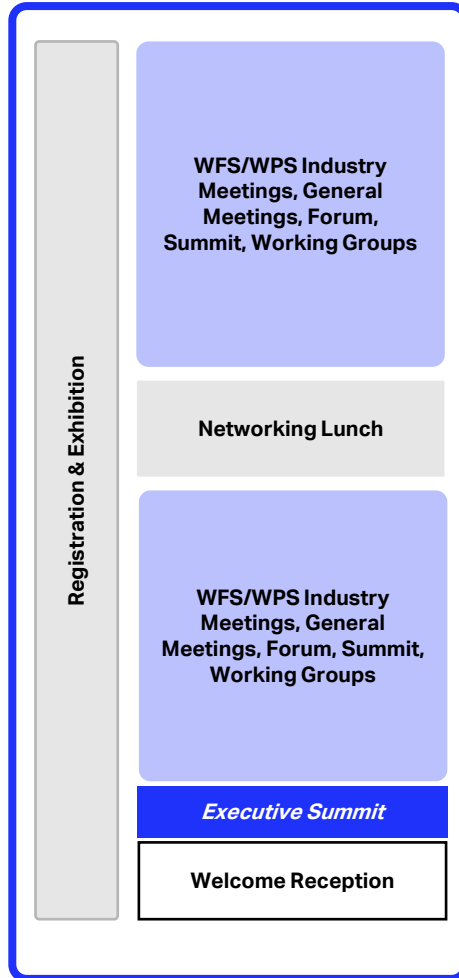 Registration & Exhibition
WFS/WPS Industry
Meetings, General
Meetings, Forum,
Summit, Working Groups
Networking Lunch
WFS/WPS Industry
Meetings, General
Meetings, Forum, Summit,
Working Groups
Executive Summit
Welcome Reception